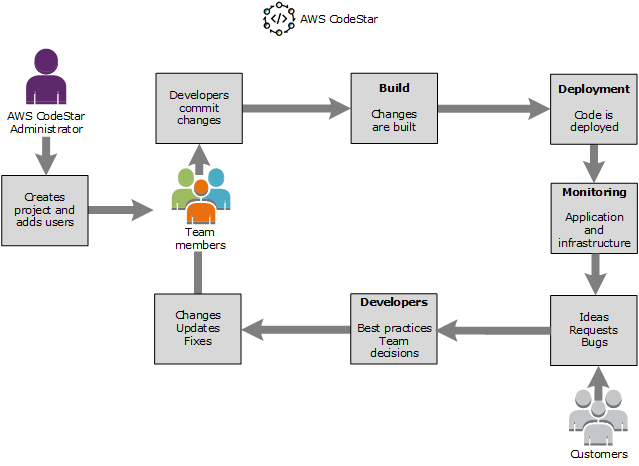 AWS CodeStar
AWS CodeStar
Administrator
Creates
project and
adds users
Developers
commit
changes
Team
members
Build
Changes
are built
Deployment
Code is
deployed
Monitoring
Application
and
infrastructure
Ideas
Requests
Bugs
Customers
Developers
Best practices
Team
decisions
Changes
Updates
Fixes